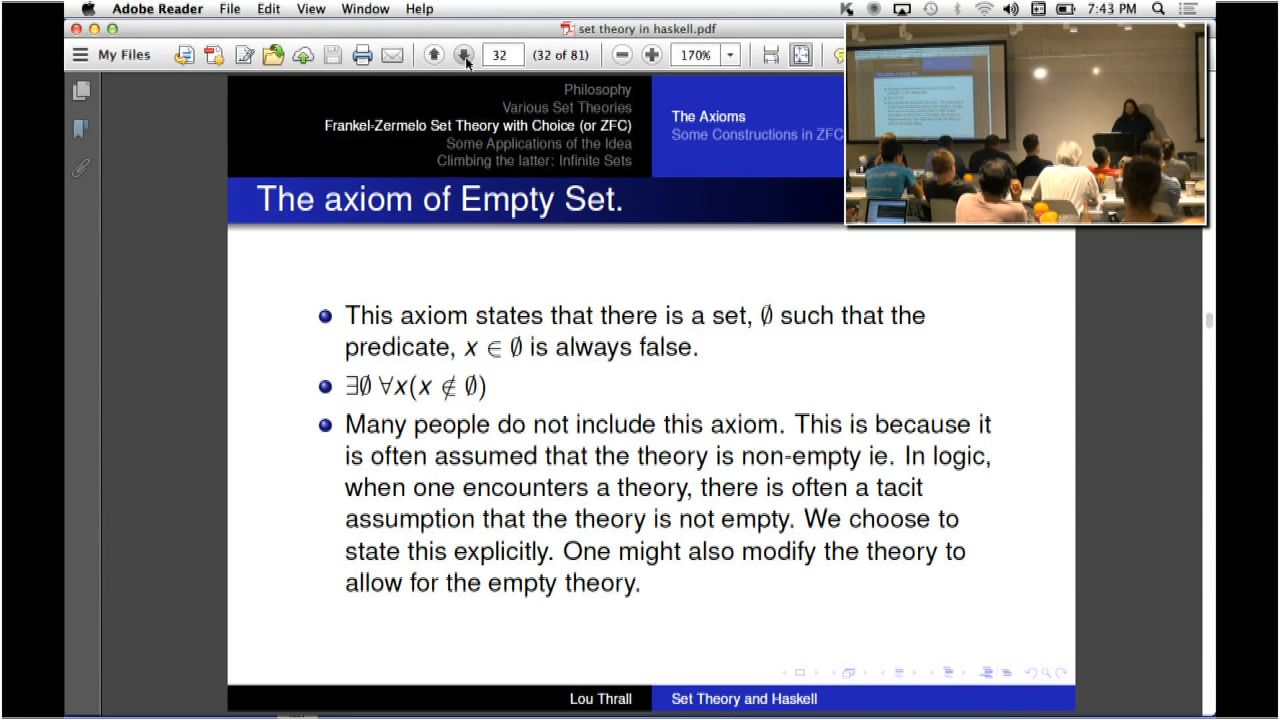 Adobe Reader File Edit View Window Help 7:43 PM
set theory in haskell.pdf
My Files 32 (32 of 81) 170%
Philosophy
Various Set Theories
Frankel-Zermelo Set Theory with Choice (or ZFC)
Some Applications of the Idea
Climbing the latter: Infinite Sets
The Axioms
Some Constructions in ZFC
The axiom of Empty Set.
This axiom states that there is a set, ∅ such that the
predicate, x ∈ ∅ is always false.
∃∅ ∀x(x ∉ ∅)
Many people do not include this axiom. This is because it
is often assumed that the theory is non-empty ie. In logic,
when one encounters a theory, there is often a tacit
assumption that the theory is not empty. We choose to
state this explicitly. One might also modify the theory to
allow for the empty theory.
Lou Thrall Set Theory and Haskell